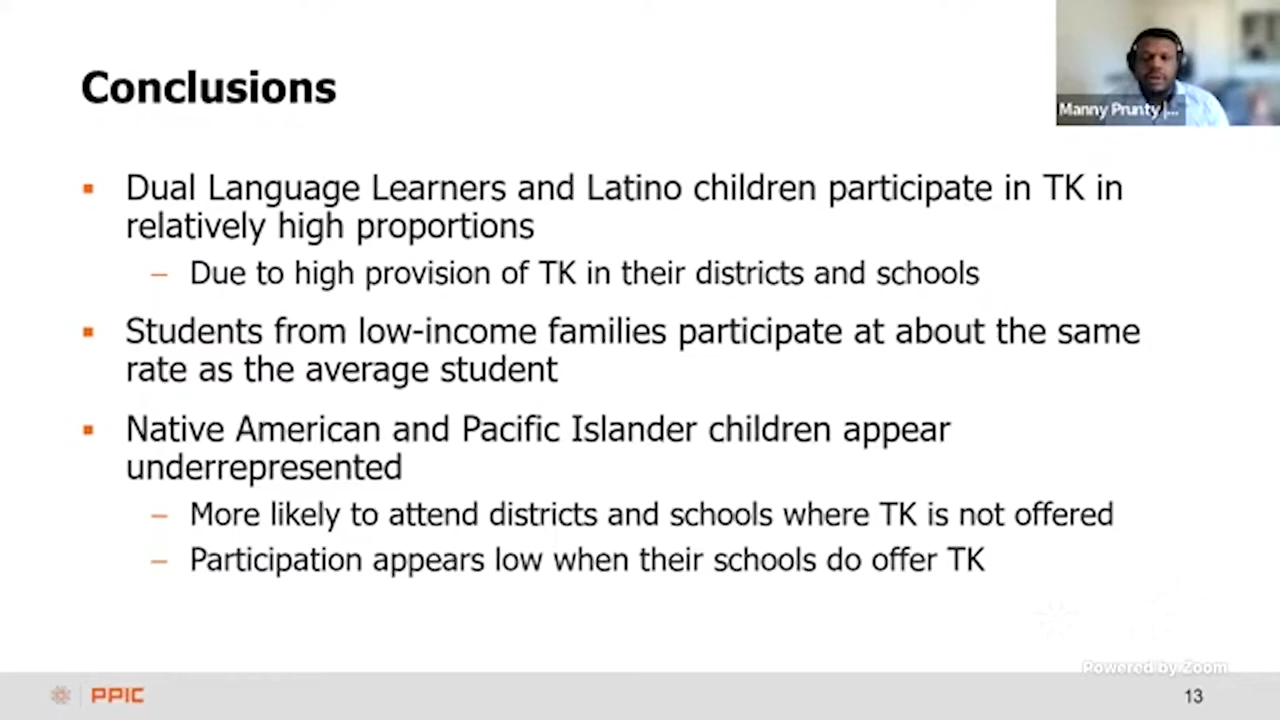 Conclusions
Manny Prunty |...
▪ Dual Language Learners and Latino children participate in TK in
relatively high proportions
– Due to high provision of TK in their districts and schools
▪ Students from low-income families participate at about the same
rate as the average student
▪ Native American and Pacific Islander children appear
underrepresented
– More likely to attend districts and schools where TK is not offered
– Participation appears low when their schools do offer TK
Powered by Zoom
PPIC
13